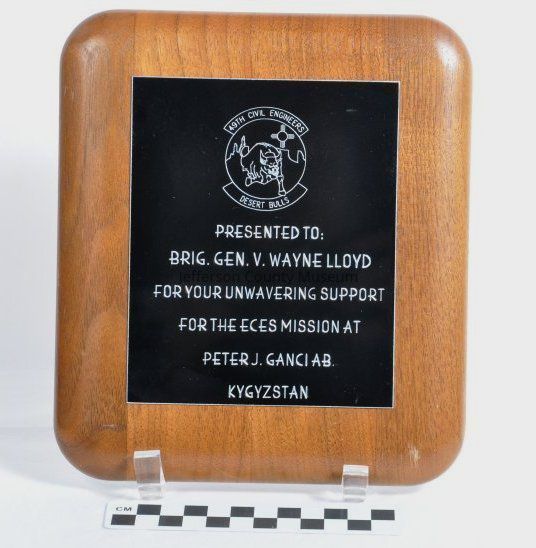 49TH CIVIL ENGINEERS
DESERT BULLS
PRESENTED TO:
BRIG. GEN. V. WAYNE LLOYD
Jefferson County Museum
FOR YOUR UNWAVERING SUPPORT
FOR THE ECES MISSION AT
PETER J. GANCI AB.
KYGYZSTAN
CM